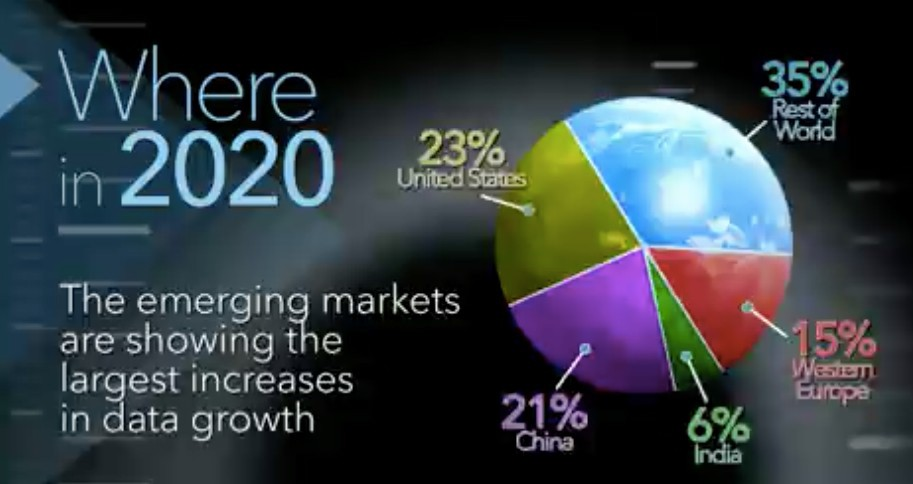 Where
in 2020
The emerging markets
are showing the
largest increases
in data growth
35%
Rest of
World
23%
United States
15%
Western
Europe
21%
China
6%
India